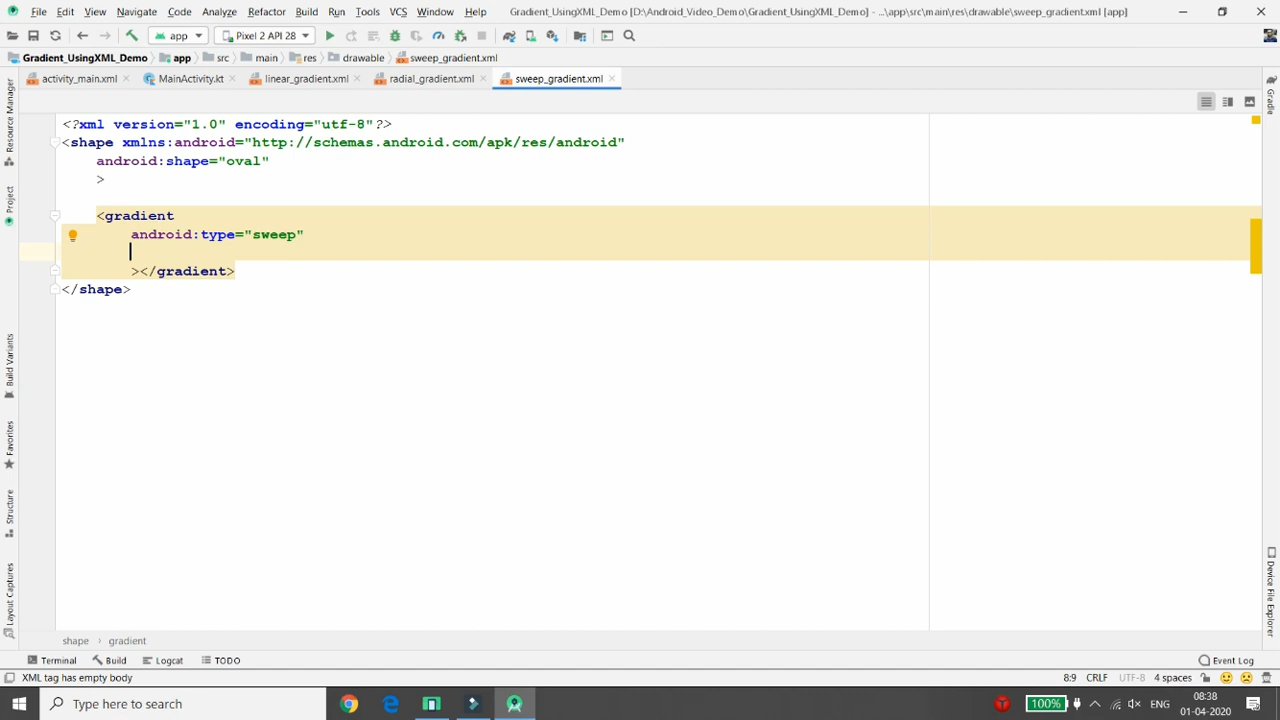 File Edit View Navigate Code Analyze Refactor Build Run Tools VCS Window Help Gradient_UsingXML_Demo [D:\Android_Video_Demo\Gradient_UsingXML_Demo] - ...\app\src\main\res\drawable\sweep_gradient.xml [app]
app Pixel 2 API 28
Gradient_UsingXML_Demo app src main res drawable sweep_gradient.xml
activity_main.xml MainActivity.kt linear_gradient.xml radial_gradient.xml sweep_gradient.xml
Resource Manager
Project
Build Variants
Favorites
Structure
Layout Captures
Gradle
Device File Explorer
<?xml version="1.0" encoding="utf-8"?>
<shape xmlns:android="http://schemas.android.com/apk/res/android"
android:shape="oval"
>
<gradient
android:type="sweep"
></gradient>
</shape>
shape › gradient
Terminal Build Logcat TODO Event Log
XML tag has empty body 8:9 CRLF UTF-8 4 spaces
Type here to search 100% ENG 08:38
01-04-2020